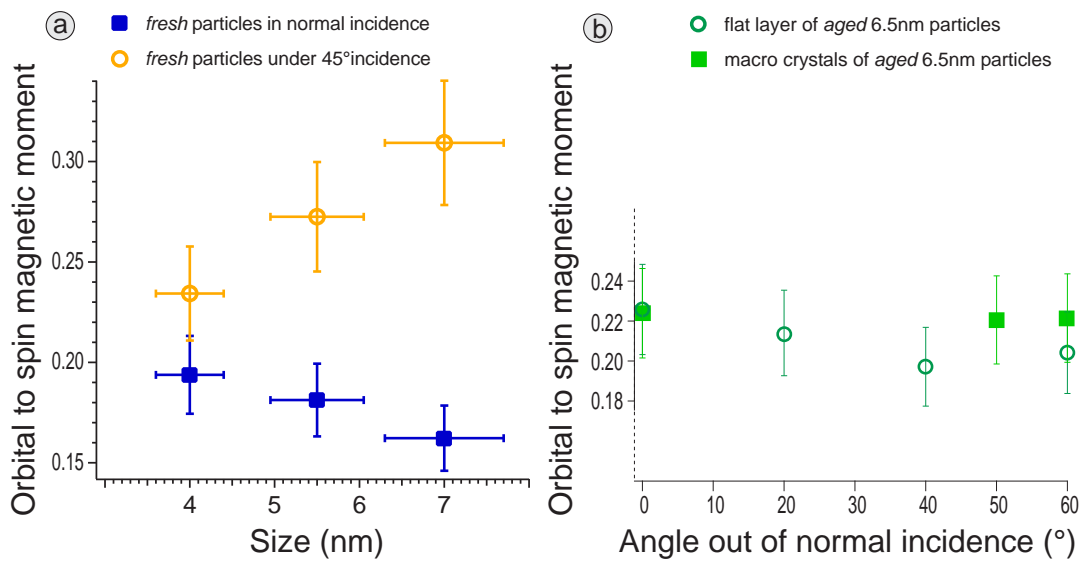 a
fresh particles in normal incidence
fresh particles under 45°incidence
Orbital to spin magnetic moment
0.30
0.25
0.20
0.15
4
5
6
7
Size (nm)
b
flat layer of aged 6.5nm particles
macro crystals of aged 6.5nm particles
Orbital to spin magnetic moment
0.24
0.22
0.20
0.18
0
10
20
30
40
50
60
Angle out of normal incidence (°)